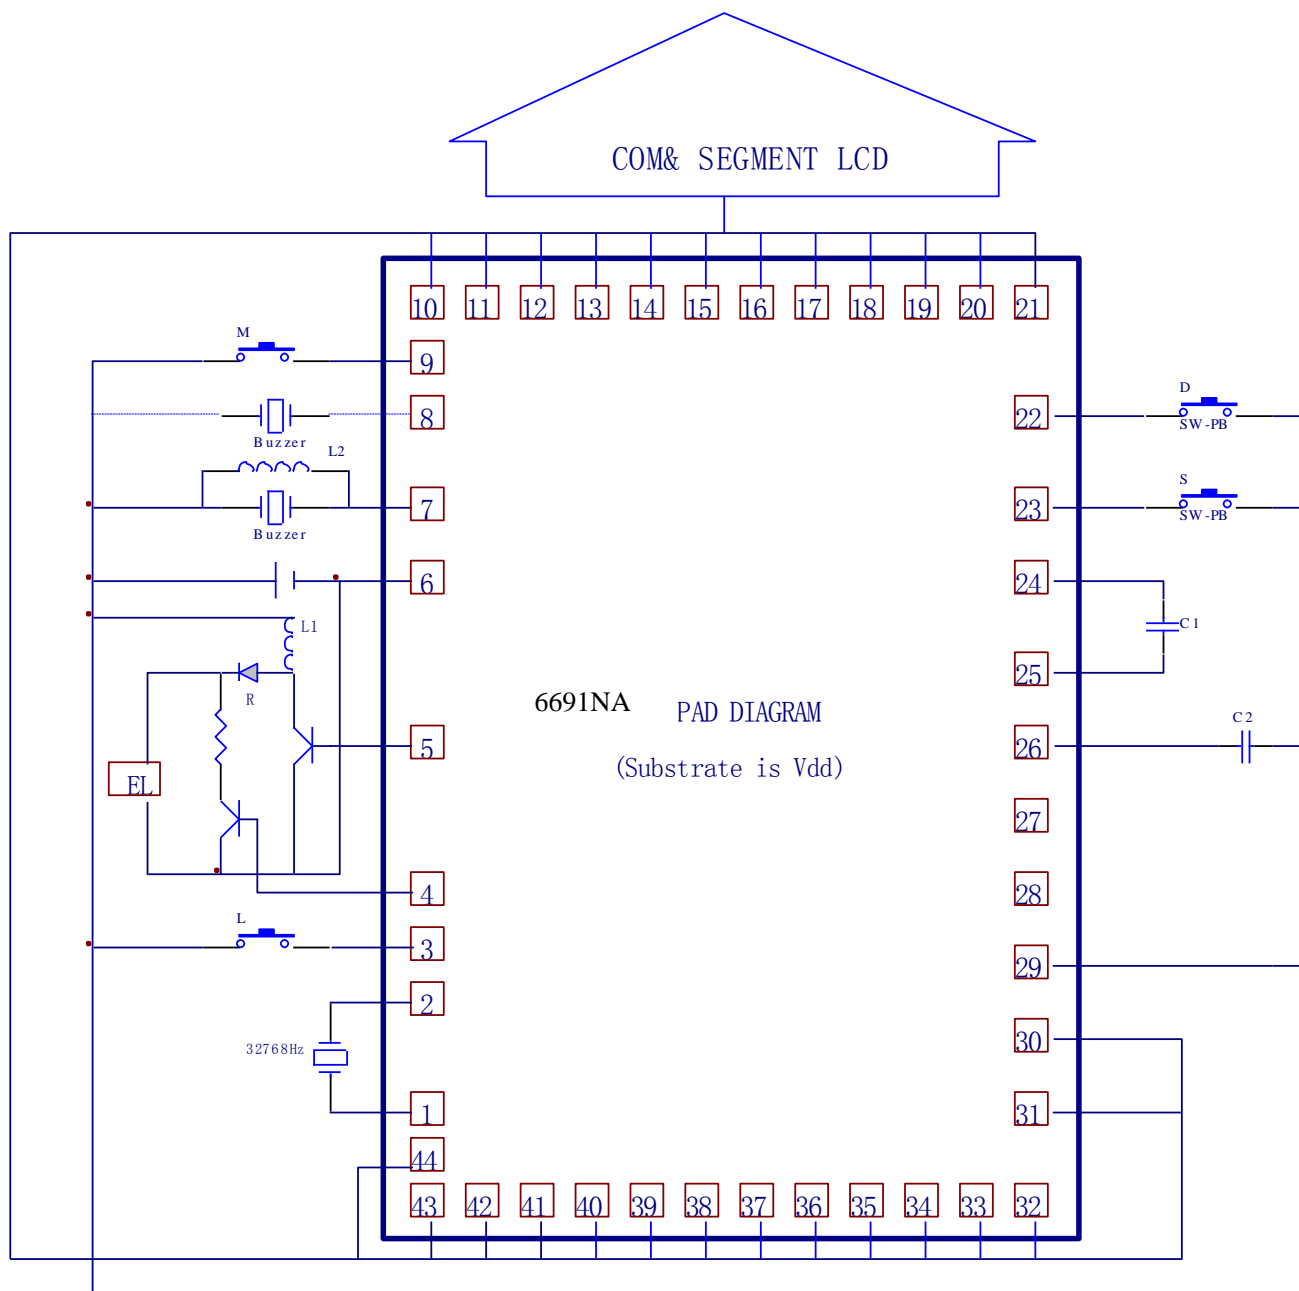 COM& SEGMENT LCD
10 11 12 13 14 15 16 17 18 19 20 21
M
9
D
8
22
SW-PB
Buzzer
L2
S
7
23
SW-PB
Buzzer
6
24
L1
C1
25
R
6691NA
PAD DIAGRAM
C2
5
26
(Substrate is Vdd)
EL
27
4
28
L
3
29
2
30
32768Hz
1
31
44
43 42 41 40 39 38 37 36 35 34 33 32